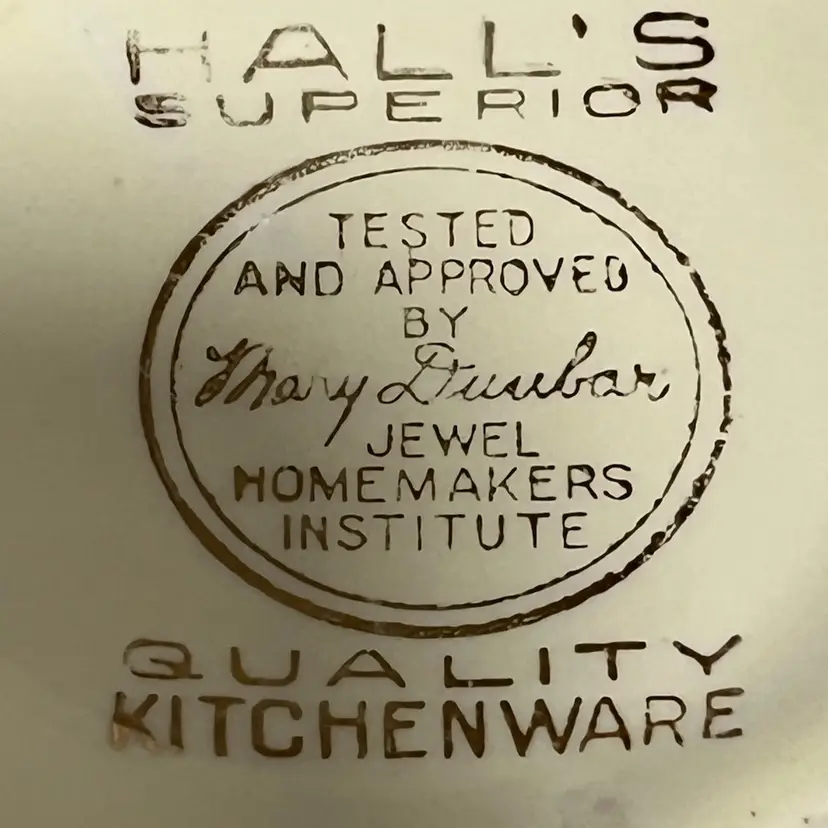 HALL'S
SUPERIOR
TESTED
AND APPROVED
BY
Mary Dunbar
JEWEL
HOMEMAKERS
INSTITUTE
QUALITY
KITCHENWARE